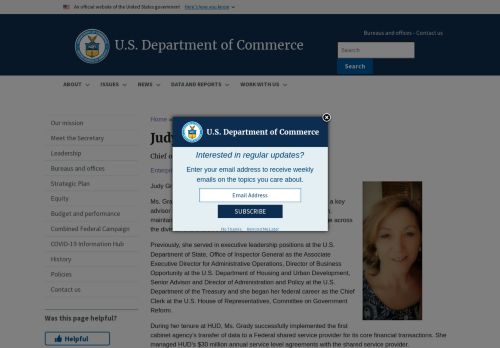 An official website of the United States government Here's how you know
U.S. Department of Commerce
Bureaus and offices - Contact us
Search
Search
ABOUT ISSUES NEWS DATA AND REPORTS WORK WITH US
Our mission
Meet the Secretary
Leadership
Bureaus and offices
Strategic Plan
Equity
Budget and performance
Combined Federal Campaign
COVID-19 Information Hub
History
Policies
Contact us
Was this page helpful?
Helpful
Home »
Judy
Chief o
Enterpri
Judy Gr
Ms. Gra
advisor
maintai
the divi
a key
across
U.S. Department of Commerce
Interested in regular updates?
Enter your email address to receive weekly
emails on the topics you care about.
Email Address
SUBSCRIBE
No Thanks Remind Me Later
Previously, she served in executive leadership positions at the U.S.
Department of State, Office of Inspector General as the Associate
Executive Director for Administrative Operations, Director of Business
Opportunity at the U.S. Department of Housing and Urban Development,
Senior Advisor and Director of Administration and Policy at the U.S.
Department of the Treasury and she began her federal career as the Chief
Clerk at the U.S. House of Representatives, Committee on Government
Reform.
During her tenure at HUD, Ms. Grady successfully implemented the first
cabinet agency's transfer of data to a Federal shared service provider for its core financial transactions. She
managed HUD's $30 million annual service level agreements with the shared service provider.